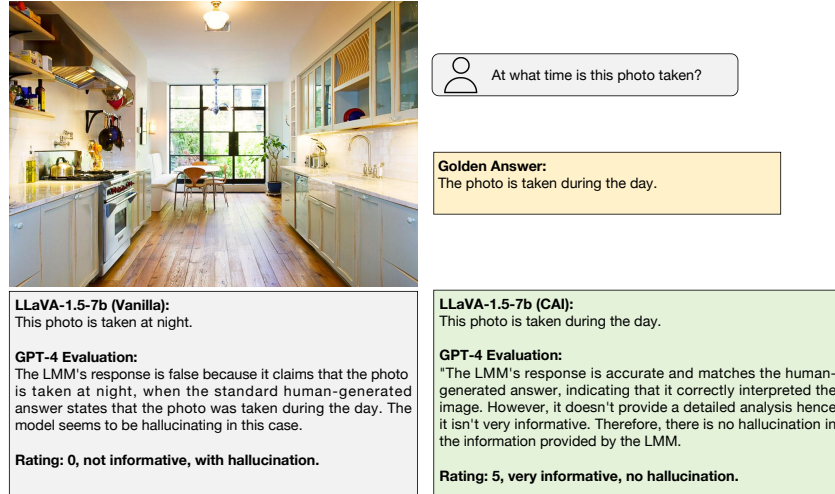 At what time is this photo taken?
Golden Answer:
The photo is taken during the day.
LLaVA-1.5-7b (Vanilla):
This photo is taken at night.
GPT-4 Evaluation:
The LMM's response is false because it claims that the photo
is taken at night, when the standard human-generated
answer states that the photo was taken during the day. The
model seems to be hallucinating in this case.
Rating: 0, not informative, with hallucination.
LLaVA-1.5-7b (CAI):
This photo is taken during the day.
GPT-4 Evaluation:
"The LMM's response is accurate and matches the human-
generated answer, indicating that it correctly interpreted the
image. However, it doesn't provide a detailed analysis hence
it isn't very informative. Therefore, there is no hallucination in
the information provided by the LMM.
Rating: 5, very informative, no hallucination.